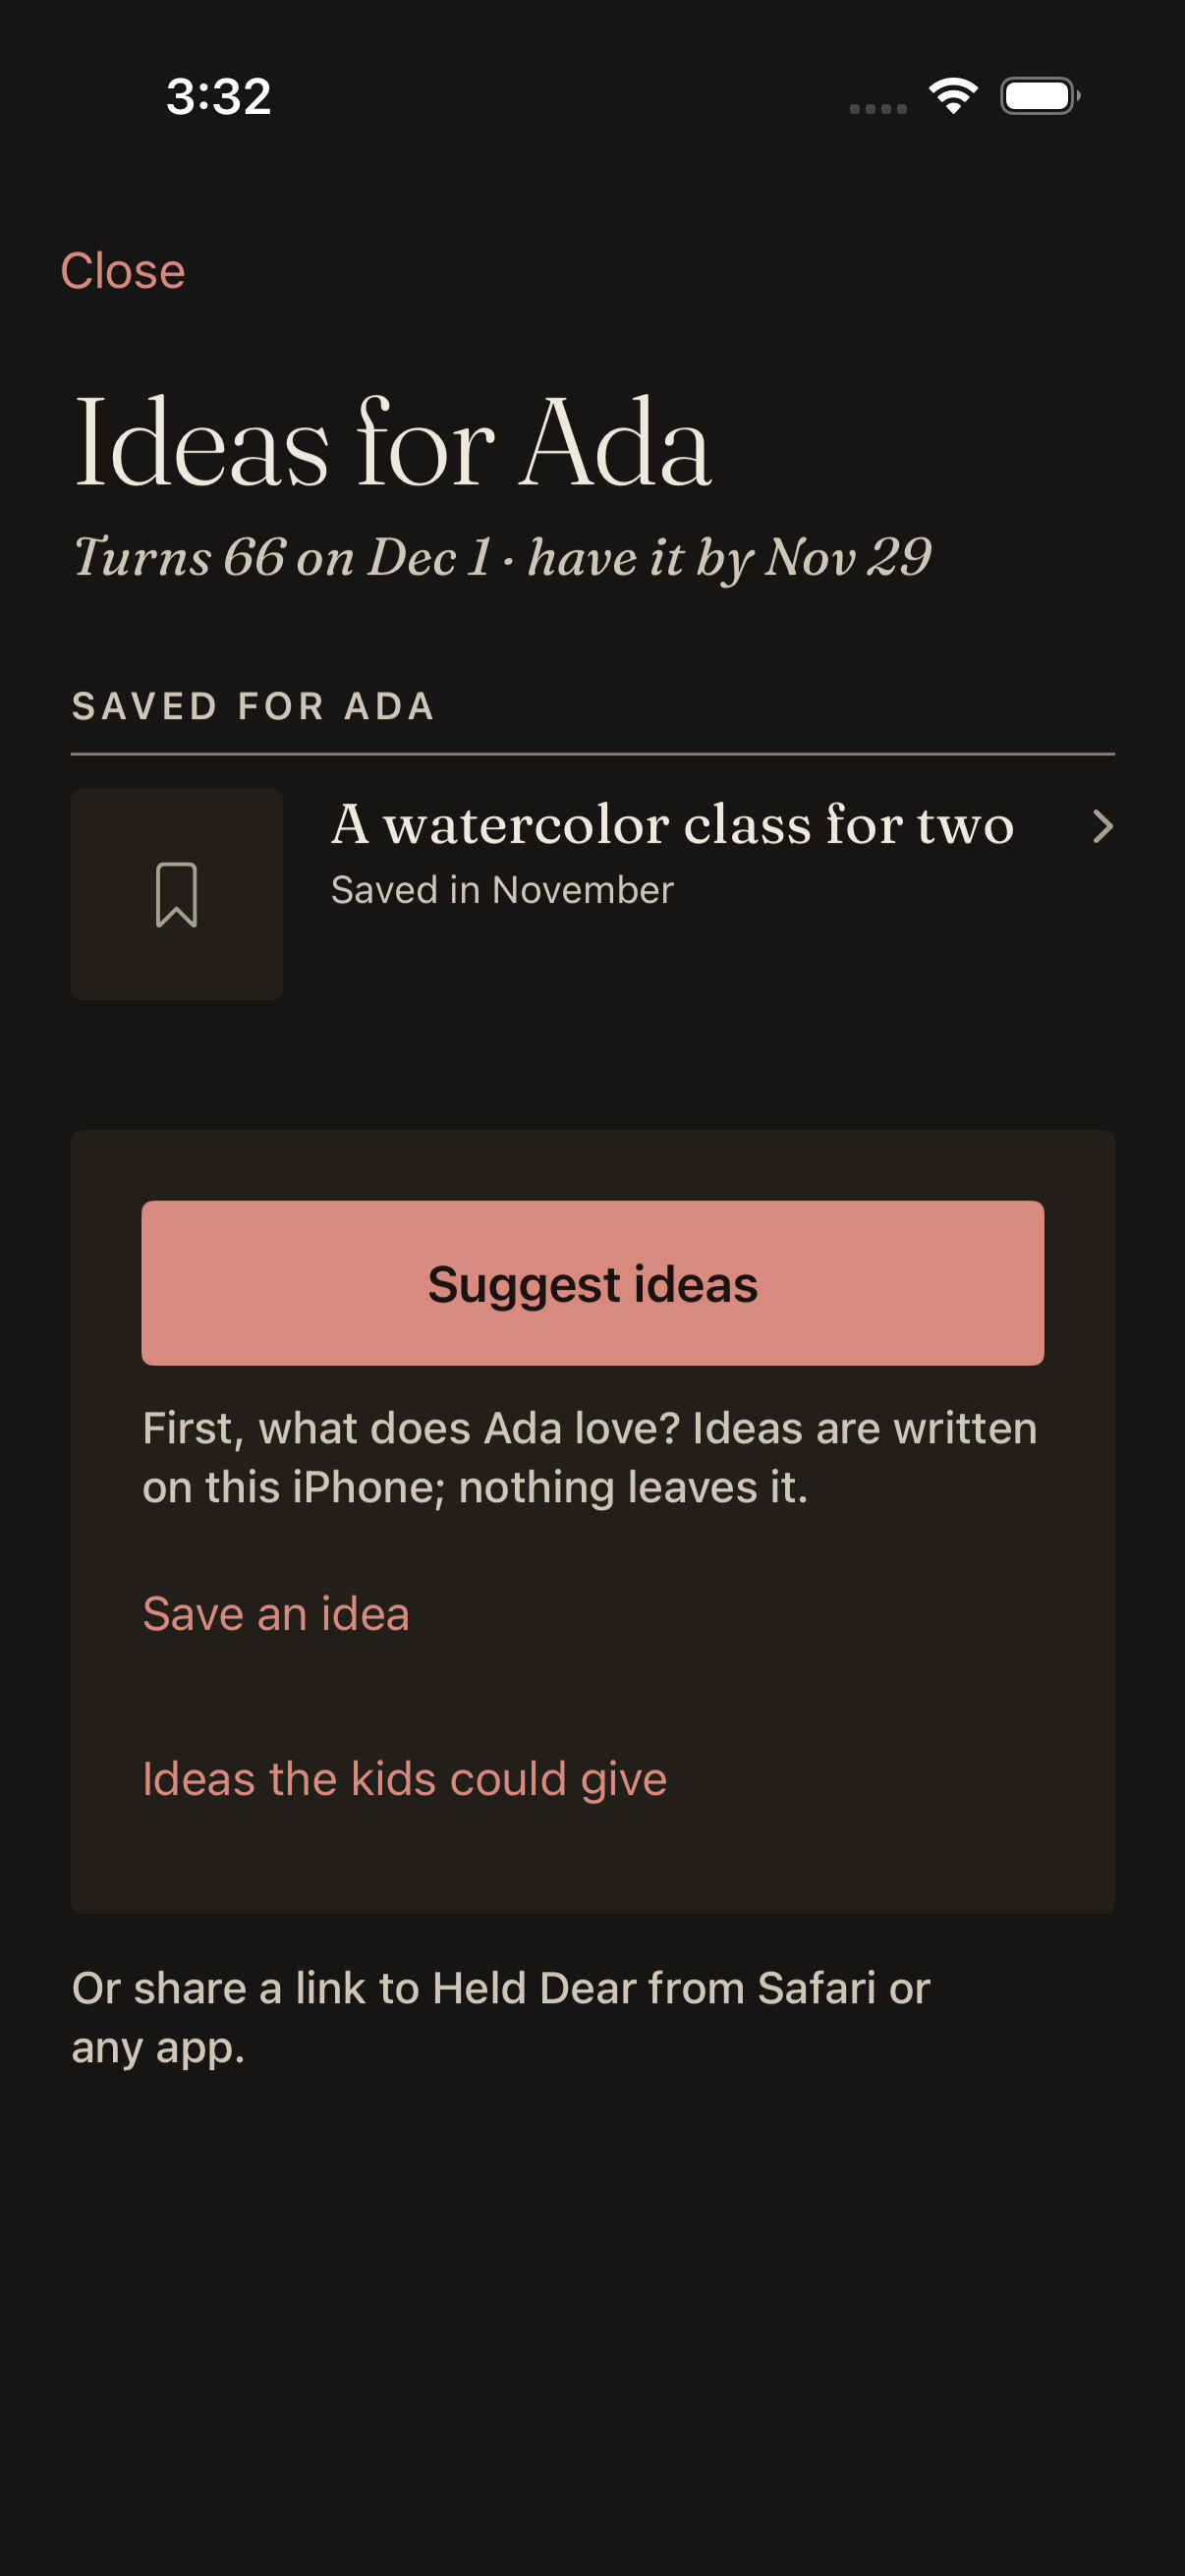 3:32
Close
Ideas for Ada
Turns 66 on Dec 1 · have it by Nov 29
SAVED FOR ADA
A watercolor class for two
Saved in November
Suggest ideas
First, what does Ada love? Ideas are written
on this iPhone; nothing leaves it.
Save an idea
Ideas the kids could give
Or share a link to Held Dear from Safari or
any app.